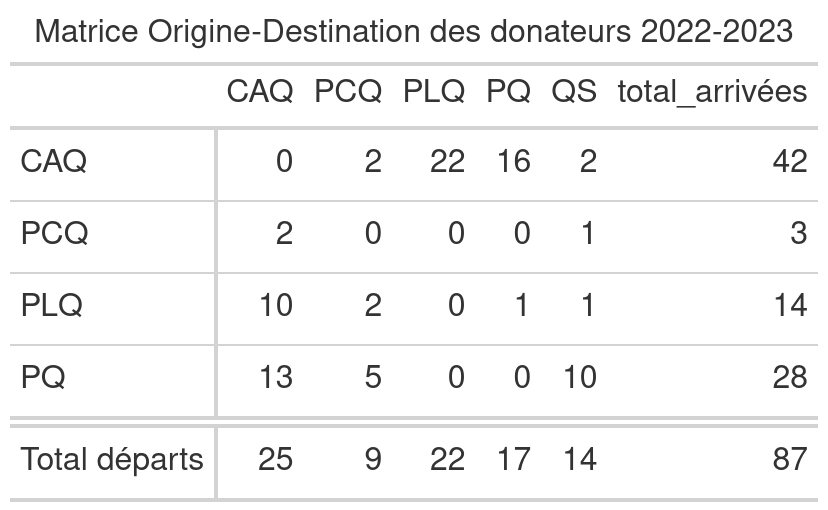 Matrice Origine-Destination des donateurs 2022-2023
CAQ PCQ PLQ PQ QS total_arrivées
CAQ 0 2 22 16 2 42
PCQ 2 0 0 0 1 3
PLQ 10 2 0 1 1 14
PQ 13 5 0 0 10 28
Total départs 25 9 22 17 14 87